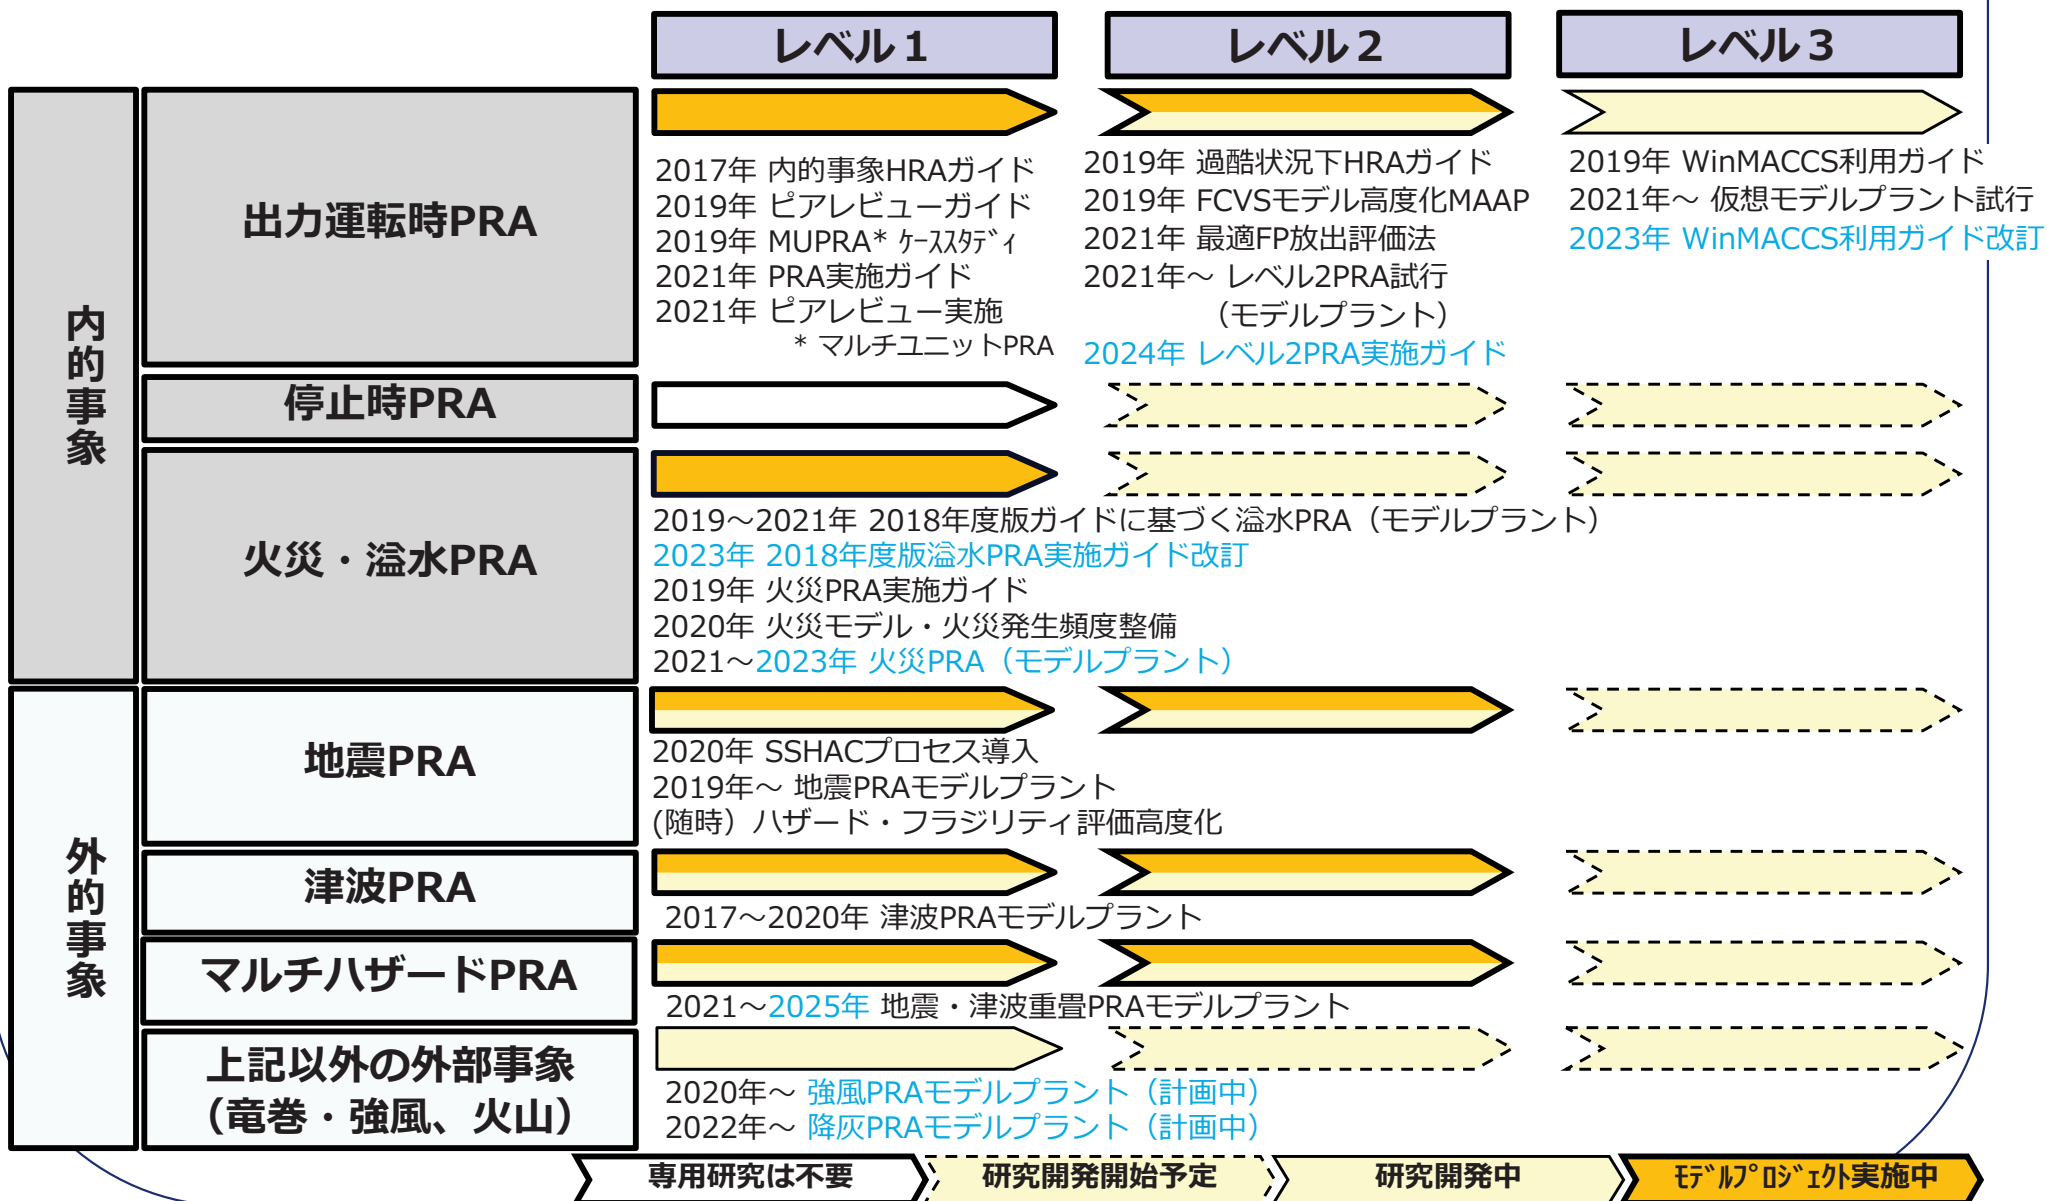 レベル１
レベル２
レベル３
内的事象
出力運転時PRA
2017年 内的事象HRAガイド
2019年 ピアレビューガイド
2019年 MUPRA* ｹｰｽｽﾀﾃﾞｨ
2021年 PRA実施ガイド
2021年 ピアレビュー実施
* マルチユニットPRA
2019年 過酷状況下HRAガイド
2019年 FCVSモデル高度化MAAP
2021年 最適FP放出評価法
2021年～ レベル2PRA試行
（モデルプラント）
2024年 レベル2PRA実施ガイド
2019年 WinMACCS利用ガイド
2021年～ 仮想モデルプラント試行
2023年 WinMACCS利用ガイド改訂
停止時PRA
火災・溢水PRA
2019～2021年 2018年度版ガイドに基づく溢水PRA（モデルプラント）
2023年 2018年度版溢水PRA実施ガイド改訂
2019年 火災PRA実施ガイド
2020年 火災モデル・火災発生頻度整備
2021～2023年 火災PRA（モデルプラント）
外的事象
地震PRA
2020年 SSHACプロセス導入
2019年～ 地震PRAモデルプラント
(随時）ハザード・フラジリティ評価高度化
津波PRA
2017～2020年 津波PRAモデルプラント
マルチハザードPRA
2021～2025年 地震・津波重畳PRAモデルプラント
上記以外の外部事象
（竜巻・強風、火山）
2020年～ 強風PRAモデルプラント（計画中）
2022年～ 降灰PRAモデルプラント（計画中）
専用研究は不要
研究開発開始予定
研究開発中
ﾓﾃﾞﾙﾌﾟﾛｼﾞｪｸﾄ実施中